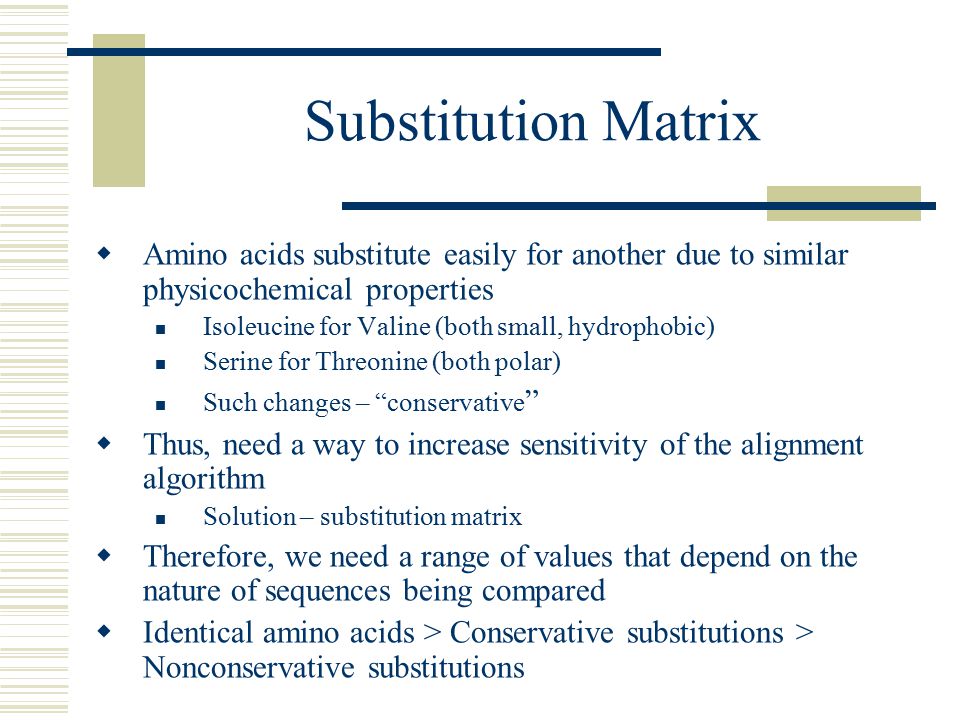 Substitution Matrix
Amino acids substitute easily for another due to similar
physicochemical properties
Isoleucine for Valine (both small, hydrophobic)
Serine for Threonine (both polar)
Such changes – “conservative”
Thus, need a way to increase sensitivity of the alignment
algorithm
Solution – substitution matrix
Therefore, we need a range of values that depend on the
nature of sequences being compared
Identical amino acids > Conservative substitutions >
Nonconservative substitutions